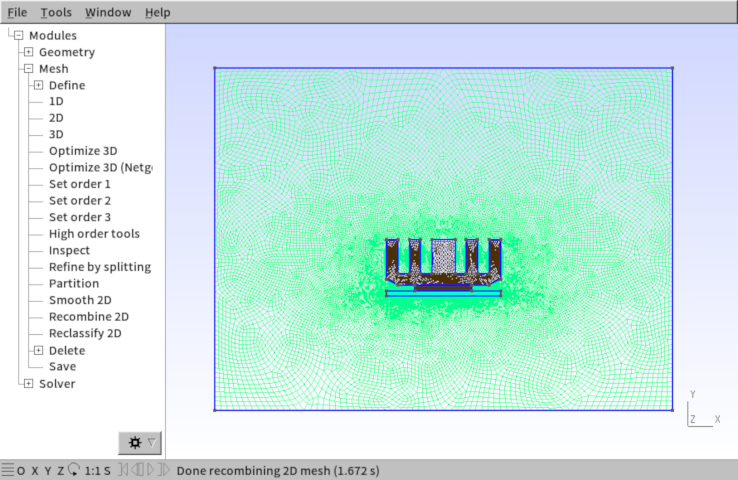 File Tools Window Help
Modules
Geometry
Mesh
Define
1D
2D
3D
Optimize 3D
Optimize 3D (Netg
Set order 1
Set order 2
Set order 3
High order tools
Inspect
Refine by splitting
Partition
Smooth 2D
Recombine 2D
Reclassify 2D
Delete
Save
Solver
Y
Z X
O X Y Z 1:1 S Done recombining 2D mesh (1.672 s)